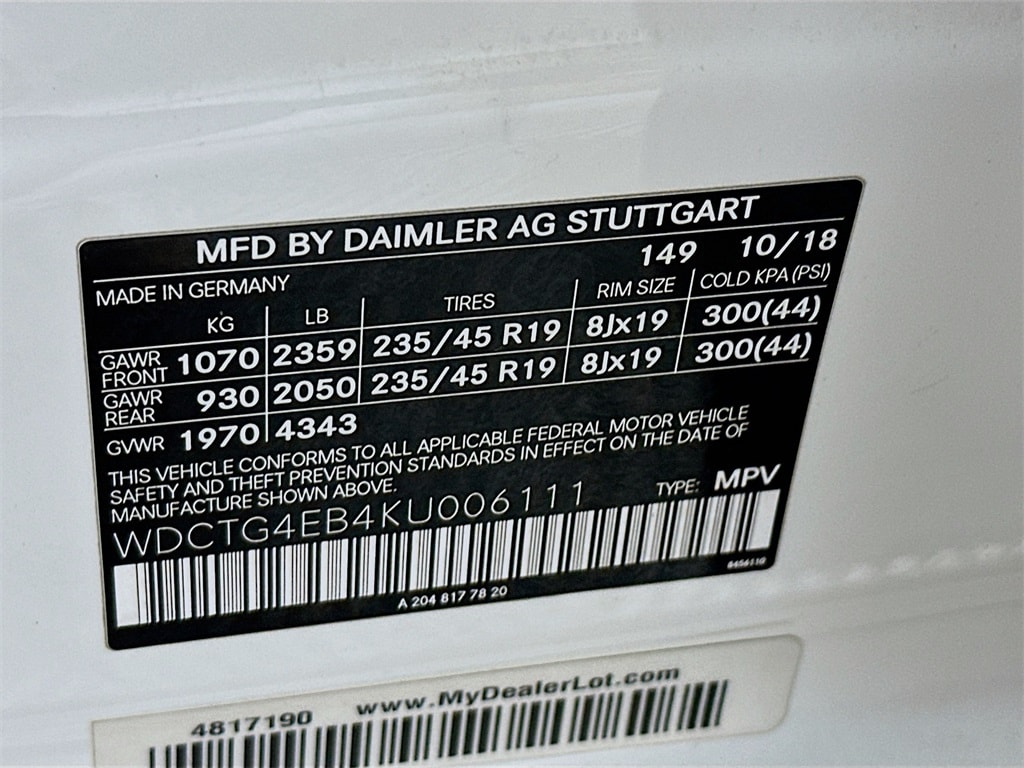 MFD BY DAIMLER AG STUTTGART
149 10/18
MADE IN GERMANY
KG LB TIRES RIM SIZE COLD KPA (PSI)
GAWR FRONT 1070 2359 235/45 R19 8Jx19 300(44)
GAWR REAR 930 2050 235/45 R19 8Jx19 300(44)
GVWR 1970 4343
THIS VEHICLE CONFORMS TO ALL APPLICABLE FEDERAL MOTOR VEHICLE
SAFETY AND THEFT PREVENTION STANDARDS IN EFFECT ON THE DATE OF
MANUFACTURE SHOWN ABOVE.
TYPE: MPV
WDCTG4EB4KU006111
A 204 817 78 20
www.MyDealerLot.com
4817190